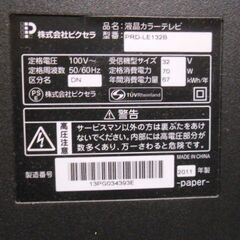 株式会社ピクセラ
品名：液晶カラーテレビ
形名：PRD-LE132B
定格電圧：100V〜 受信機型サイズ 32 V
定格周波数：50/60Hz 定格消費電力 70 W
区分名：DN 年間消費電力量 67 kWh/年
株式会社ピクセラ
PS E
TÜVRheinland
高圧注意
警告
サービスマン以外の方は裏ぶたをあけないでください。内部には高電圧部分が数多くあり、万一さわると危険です。
製造番号
13PG034393E
2011年製
-paper-